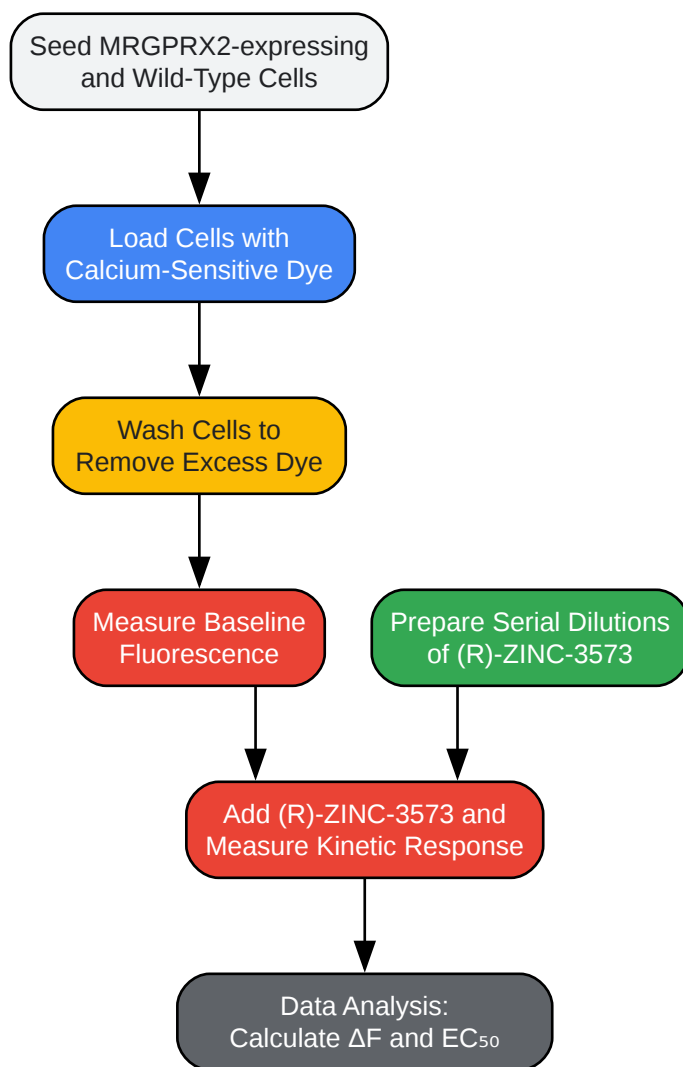 Seed MRGPRX2-expressing
and Wild-Type Cells
Load Cells with
Calcium-Sensitive Dye
Wash Cells to
Remove Excess Dye
Measure Baseline
Fluorescence
Prepare Serial Dilutions
of (R)-ZINC-3573
Add (R)-ZINC-3573 and
Measure Kinetic Response
Data Analysis:
Calculate ΔF and EC₅₀